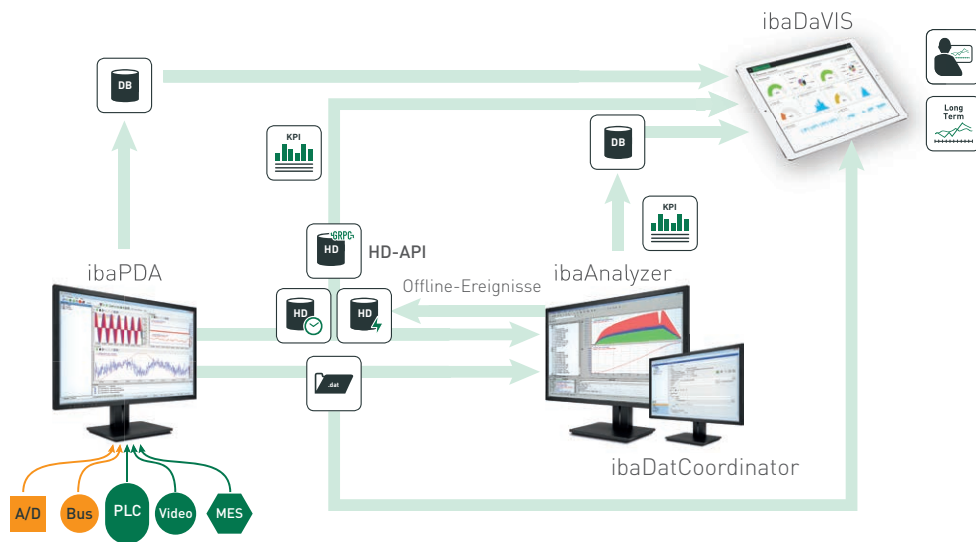 ibaDaVIS
DB
Long
Term
KPI
DB
KPI
GRPC
HD
HD-API
ibaPDA
ibaAnalyzer
Offline-Ereignisse
HD
HD
.dat
ibaDatCoordinator
A/D
Bus
PLC
Video
MES